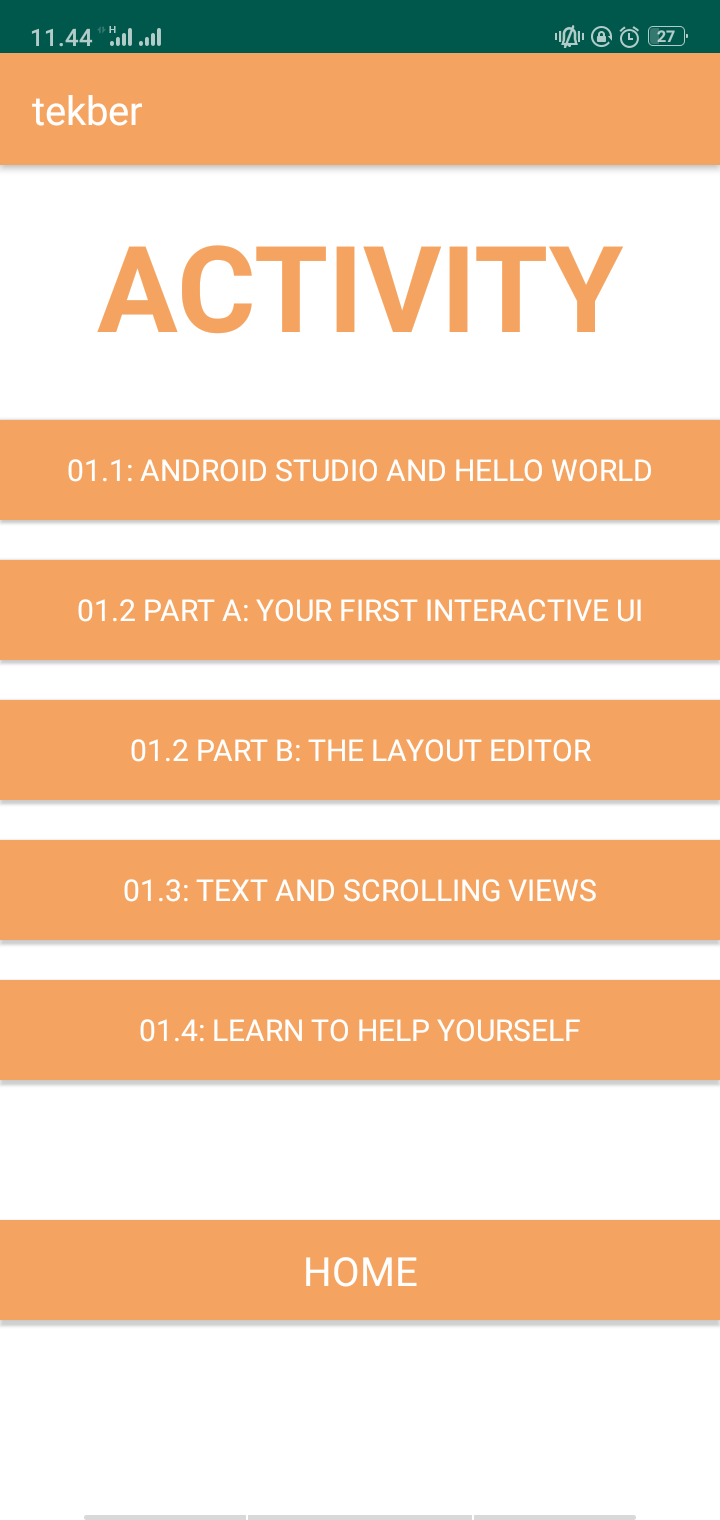 11.44 H 27
tekber
ACTIVITY
01.1: ANDROID STUDIO AND HELLO WORLD
01.2 PART A: YOUR FIRST INTERACTIVE UI
01.2 PART B: THE LAYOUT EDITOR
01.3: TEXT AND SCROLLING VIEWS
01.4: LEARN TO HELP YOURSELF
HOME